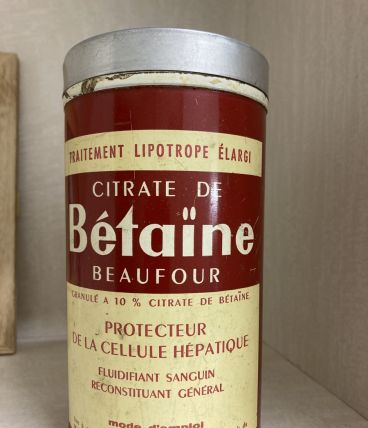 TRAITEMENT LIPOTROPE ÉLARGI
CITRATE DE
Bétaïne
BEAUFOUR
GRANULÉ A 10 % CITRATE DE BÉTAÏNE
PROTECTEUR
DE LA CELLULE HÉPATIQUE
FLUIDIFIANT SANGUIN
RECONSTITUANT GÉNÉRAL
mode d'emploi